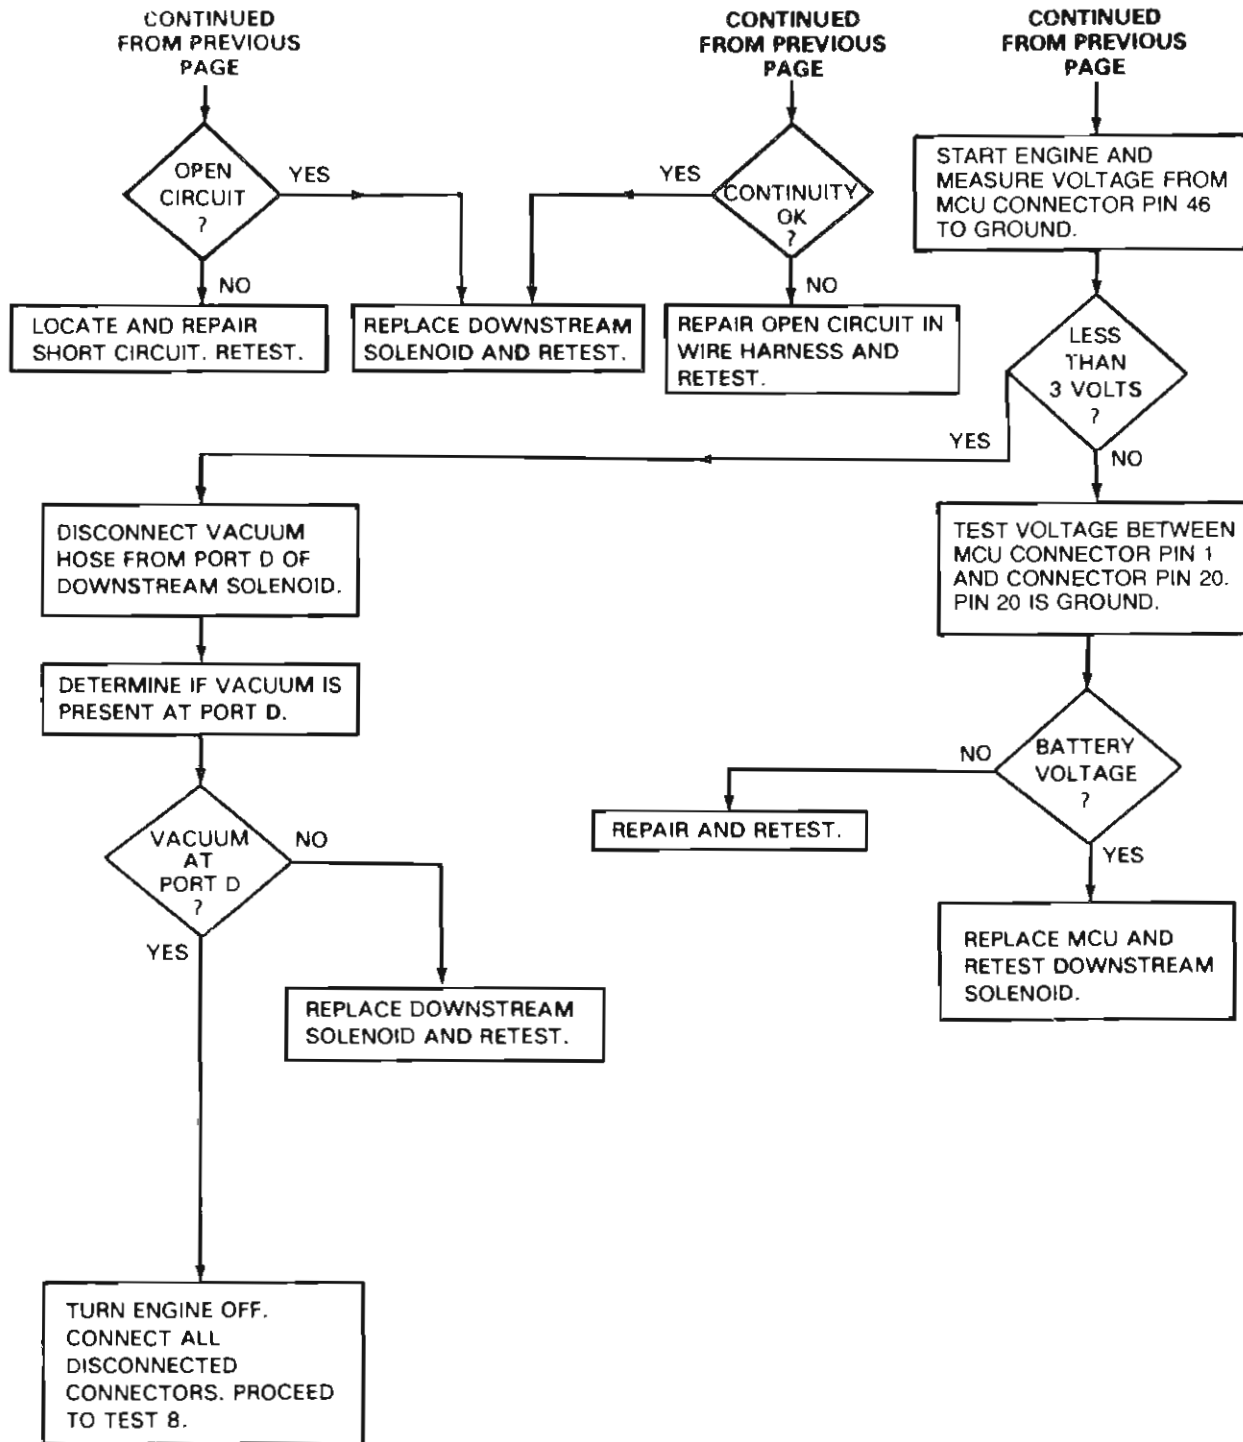 CONTINUED
FROM PREVIOUS
PAGE
CONTINUED
FROM PREVIOUS
PAGE
CONTINUED
FROM PREVIOUS
PAGE
OPEN
CIRCUIT
?
YES
NO
YES
CONTINUITY
OK
?
NO
START ENGINE AND
MEASURE VOLTAGE FROM
MCU CONNECTOR PIN 46
TO GROUND.
LOCATE AND REPAIR
SHORT CIRCUIT. RETEST.
REPLACE DOWNSTREAM
SOLENOID AND RETEST.
REPAIR OPEN CIRCUIT IN
WIRE HARNESS AND
RETEST.
LESS
THAN
3 VOLTS
?
YES
NO
DISCONNECT VACUUM
HOSE FROM PORT D OF
DOWNSTREAM SOLENOID.
TEST VOLTAGE BETWEEN
MCU CONNECTOR PIN 1
AND CONNECTOR PIN 20.
PIN 20 IS GROUND.
DETERMINE IF VACUUM IS
PRESENT AT PORT D.
BATTERY
VOLTAGE
?
NO
YES
REPAIR AND RETEST.
VACUUM
AT
PORT D
?
NO
YES
REPLACE MCU AND
RETEST DOWNSTREAM
SOLENOID.
REPLACE DOWNSTREAM
SOLENOID AND RETEST.
TURN ENGINE OFF.
CONNECT ALL
DISCONNECTED
CONNECTORS. PROCEED
TO TEST 8.